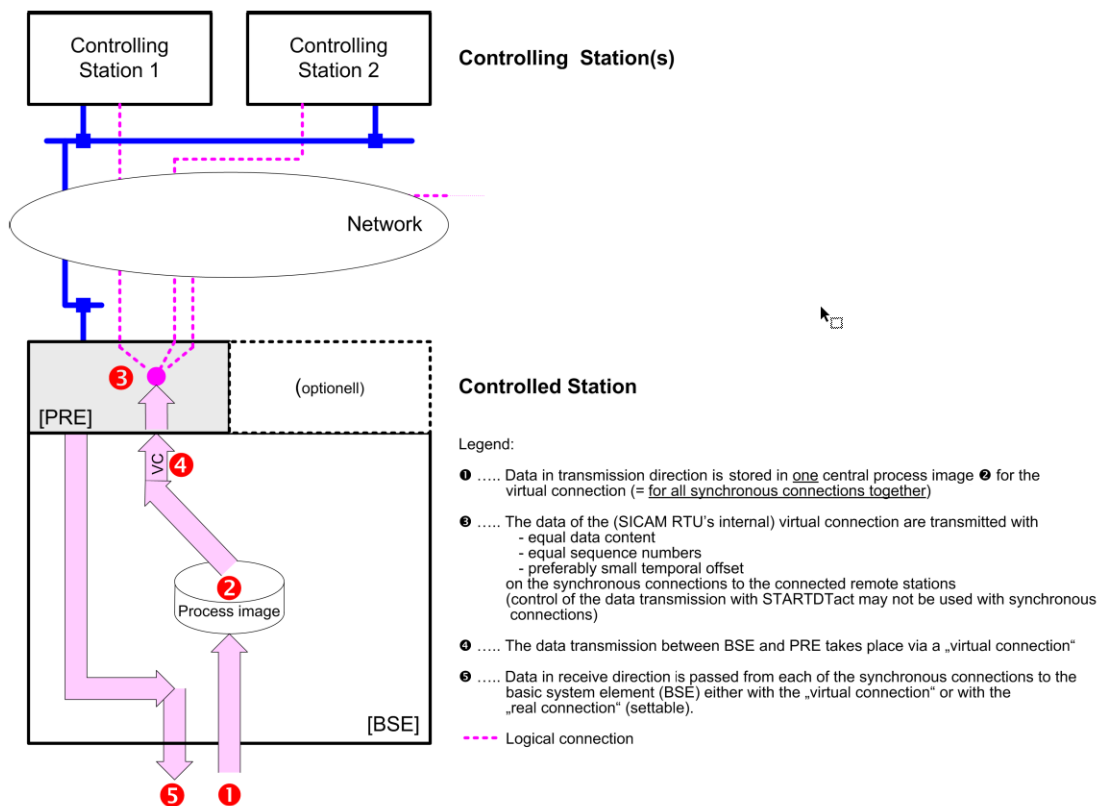 Controlling
Station 1
Controlling
Station 2
Controlling Station(s)
Network
❸
(optionell)
[PRE]
Controlled Station
VC
❹
❷
Process image
[BSE]
❺
❶
Legend:
❶ ….. Data in transmission direction is stored in one central process image ❷ for the
virtual connection (= for all synchronous connections together)
❸ ….. The data of the (SICAM RTU's internal) virtual connection are transmitted with
- equal data content
- equal sequence numbers
- preferably small temporal offset
on the synchronous connections to the connected remote stations
(control of the data transmission with STARTDTact may not be used with synchronous
connections)
❹ ….. The data transmission between BSE and PRE takes place via a „virtual connection“
❺ ….. Data in receive direction is passed from each of the synchronous connections to the
basic system element (BSE) either with the „virtual connection“ or with the
„real connection“ (settable).
Logical connection